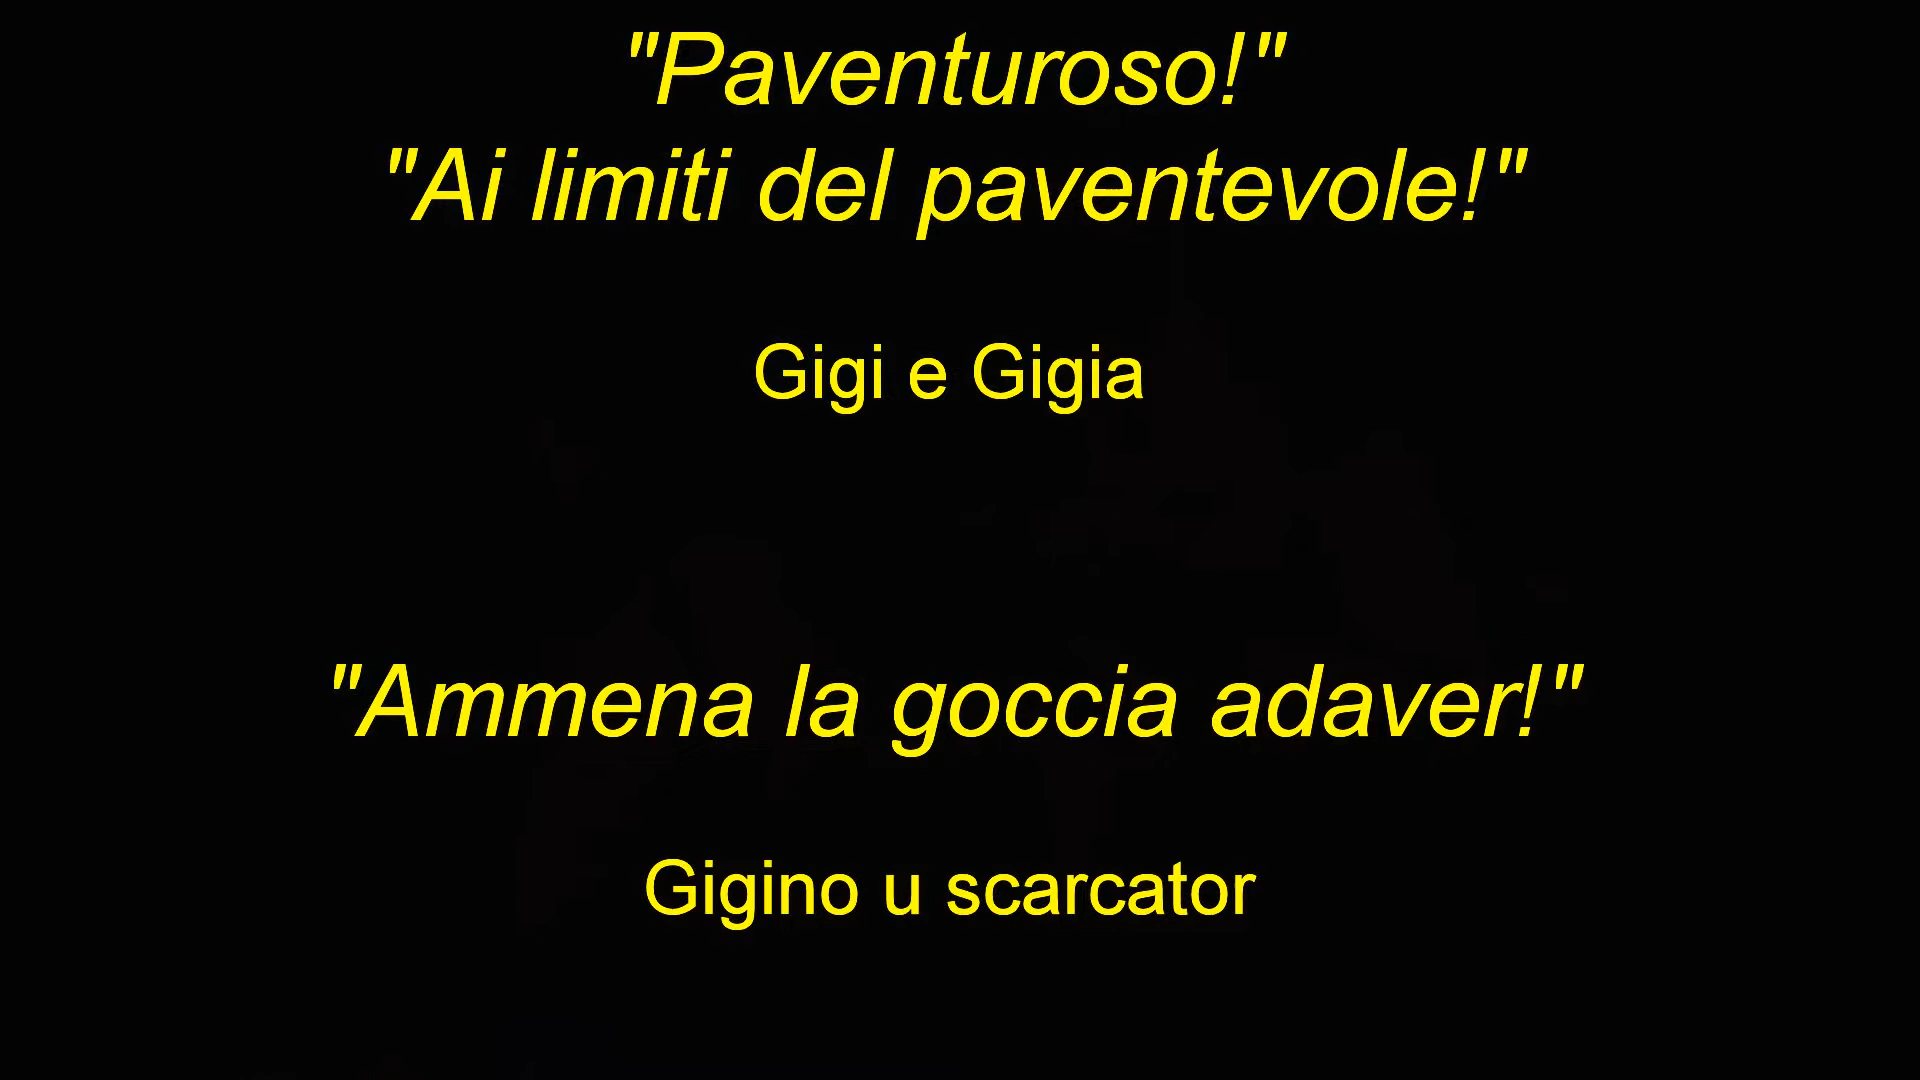 "Paventuroso!"
"Ai limiti del paventevole!"
Gigi e Gigia
"Ammena la goccia adaver!"
Gigino u scarcator